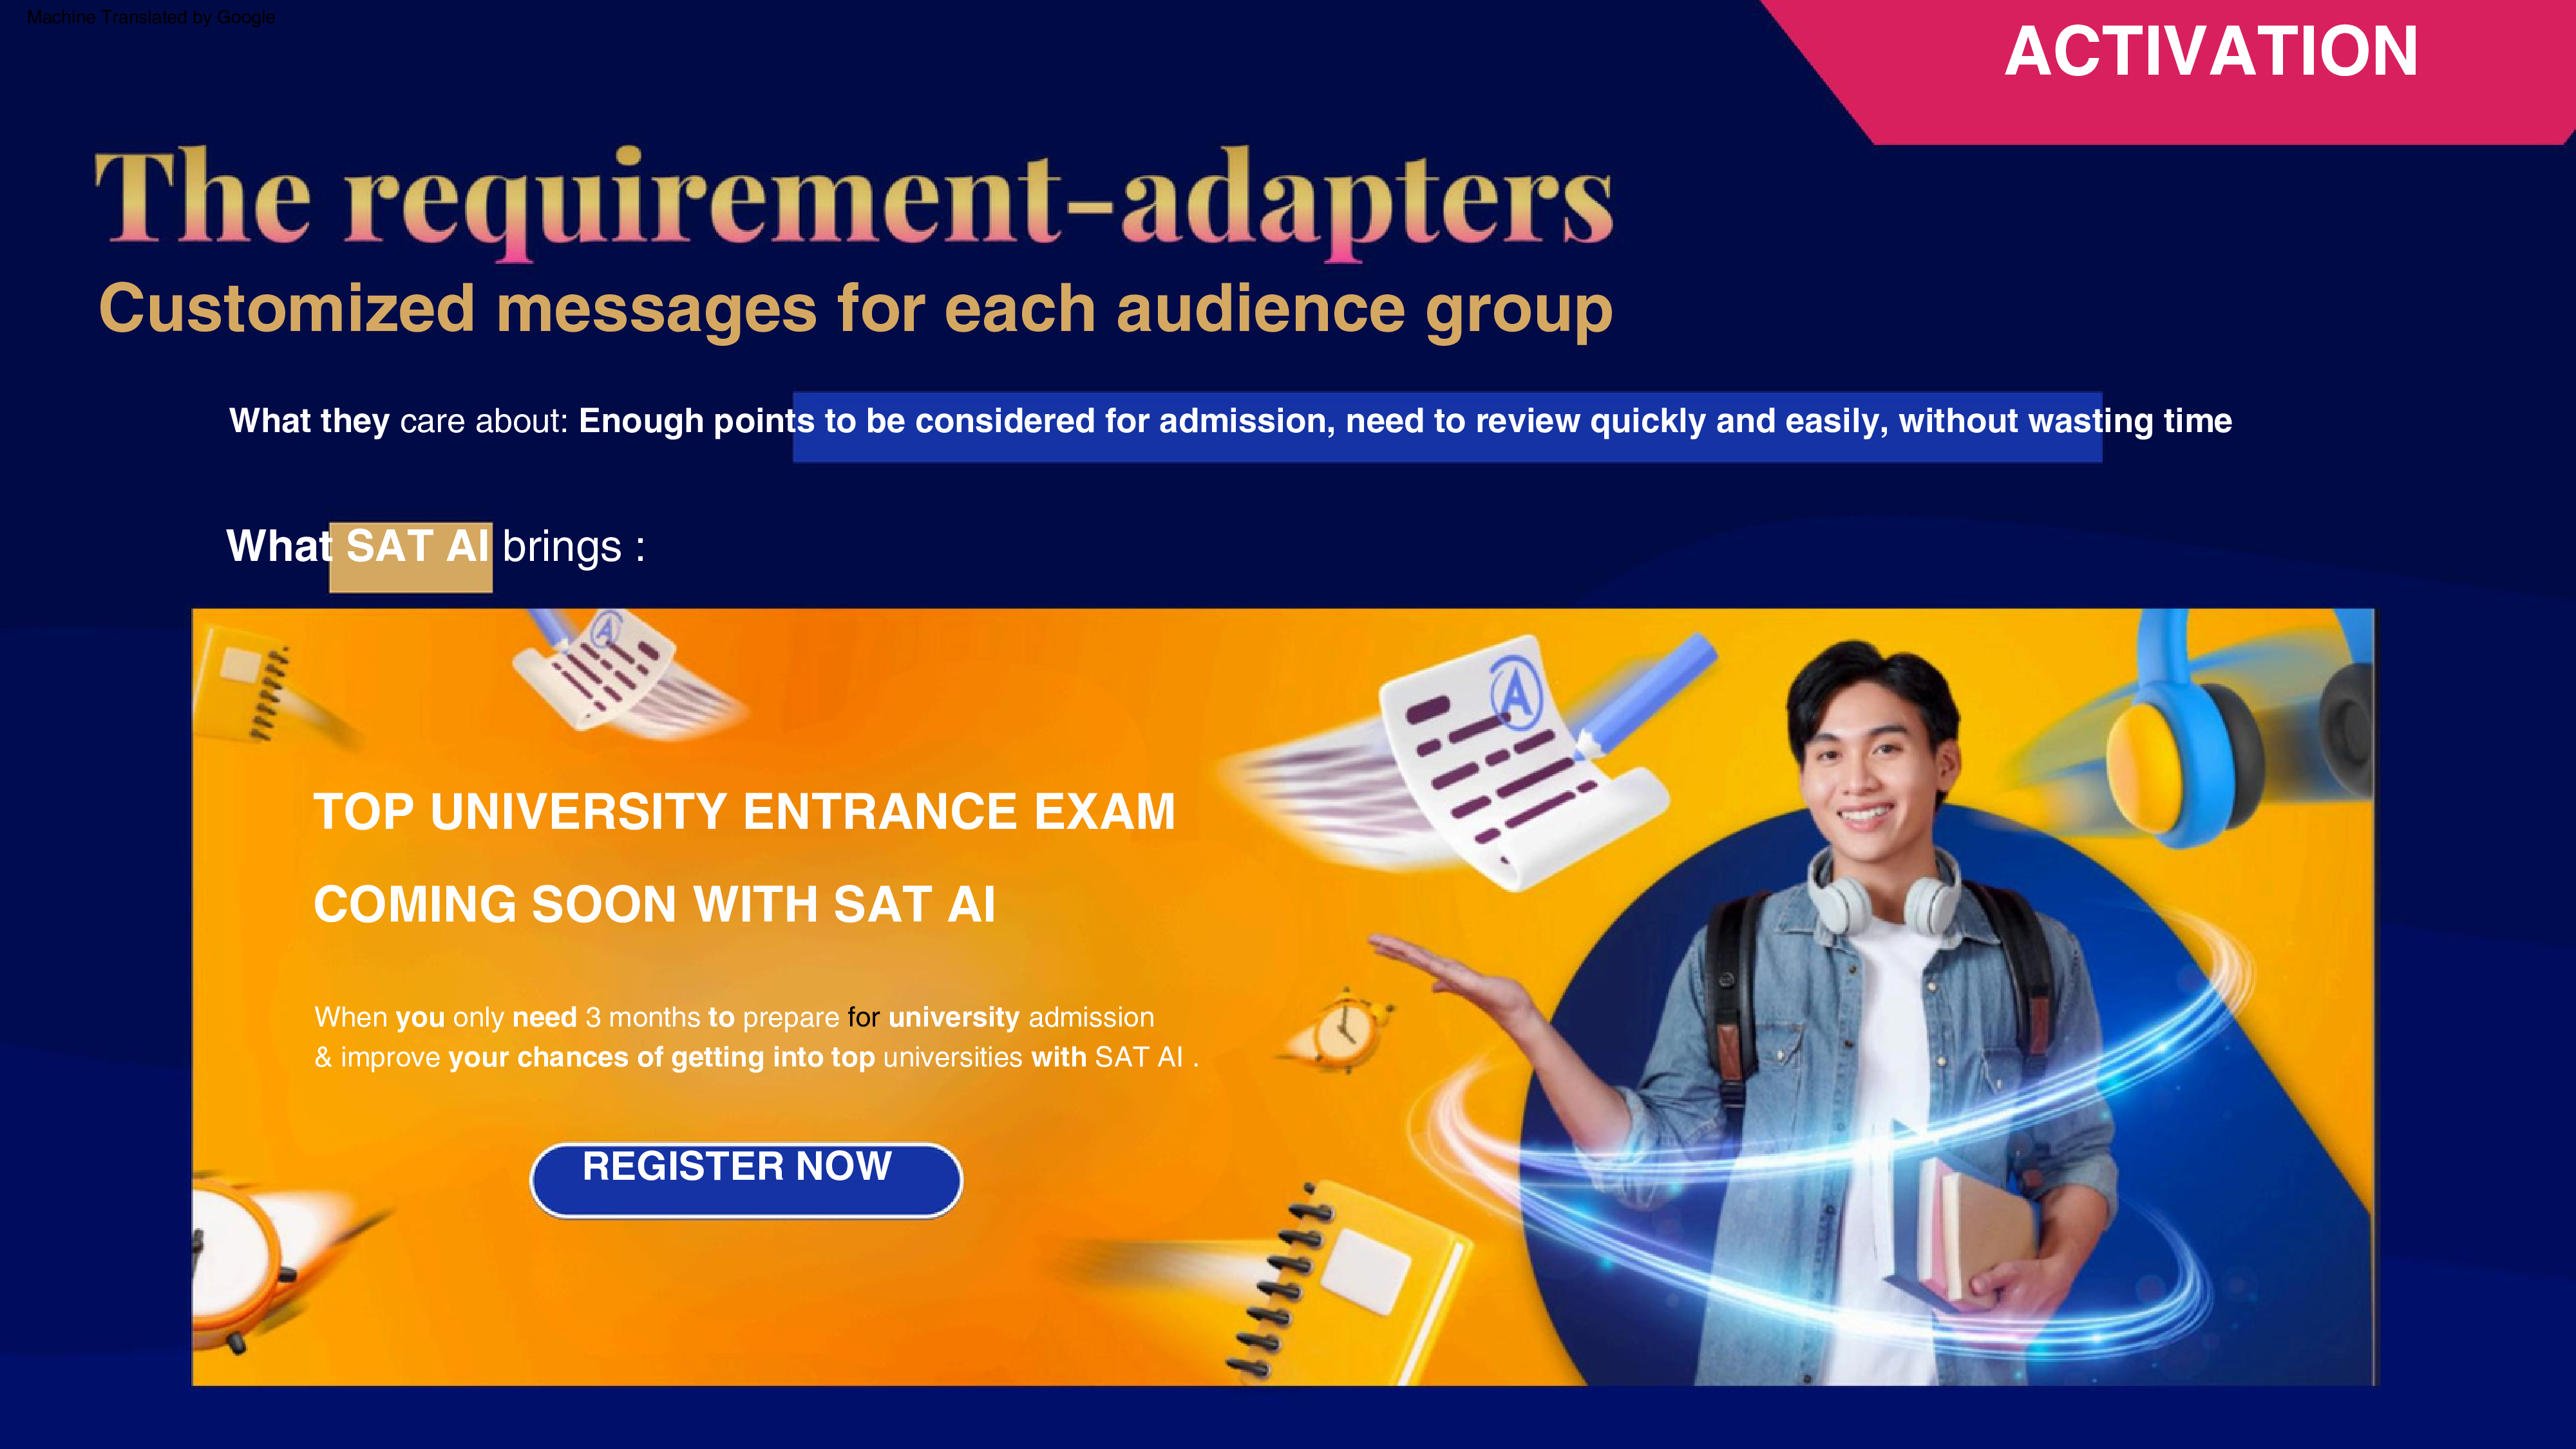 Machine Translated by Google
ACTIVATION
The requirement-adapters
Customized messages for each audience group
What they care about: Enough points to be considered for admission, need to review quickly and easily, without wasting time
What SAT AI brings :
TOP UNIVERSITY ENTRANCE EXAM
COMING SOON WITH SAT AI
When you only need 3 months to prepare for university admission
& improve your chances of getting into top universities with SAT AI .
REGISTER NOW
A
A